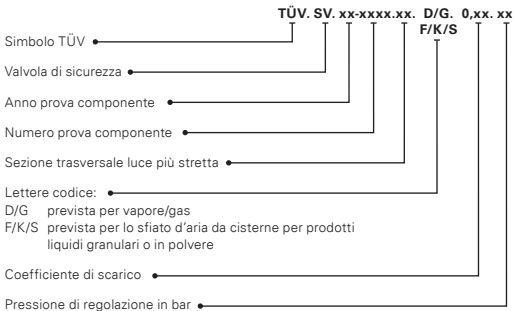 TÜV. SV. xx-xxxx.xx. D/G. 0,xx. xx
F/K/S
Simbolo TÜV
Valvola di sicurezza
Anno prova componente
Numero prova componente
Sezione trasversale luce più stretta
Lettere codice:
D/G prevista per vapore/gas
F/K/S prevista per lo sfiato d'aria da cisterne per prodotti
liquidi granulari o in polvere
Coefficiente di scarico
Pressione di regolazione in bar